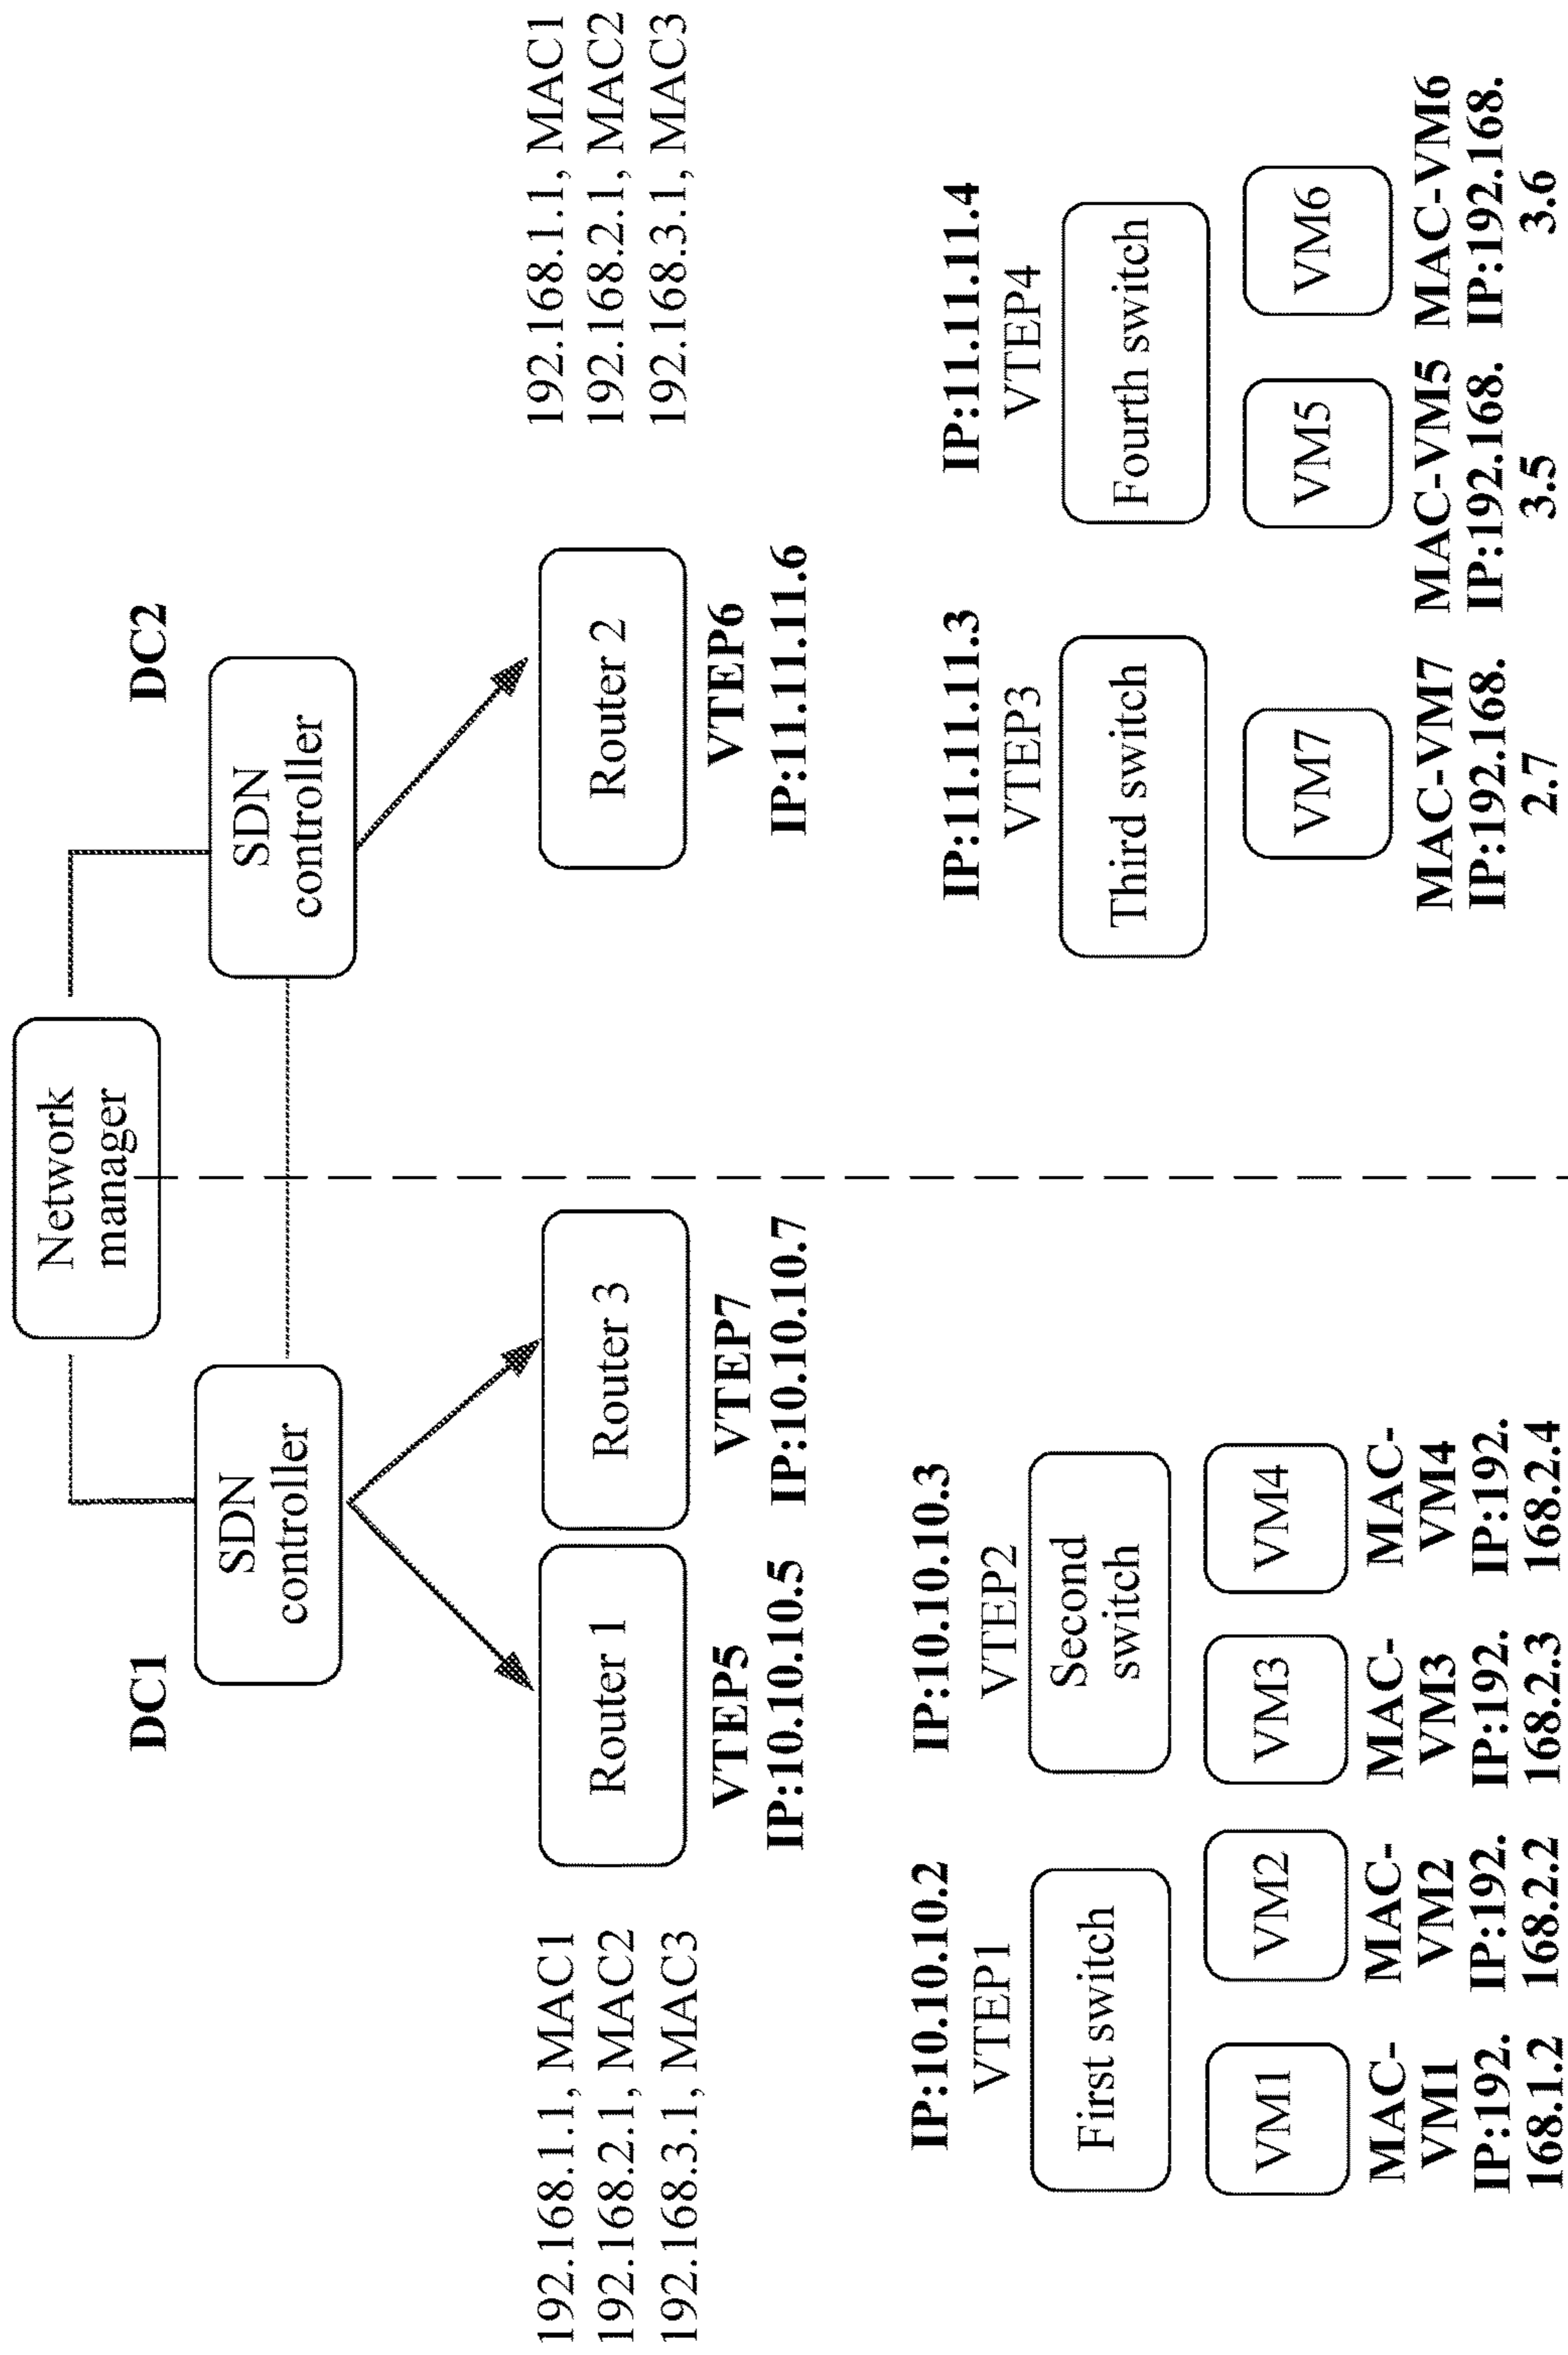 Network
manager
DC1
DC2
SDN
controller
SDN
controller
192.168.1.1, MAC1
192.168.2.1, MAC2
192.168.3.1, MAC3
Router 1
VTEP5
IP:10.10.10.5
Router 3
VTEP7
IP:10.10.10.7
Router 2
VTEP6
IP:11.11.11.6
192.168.1.1, MAC1
192.168.2.1, MAC2
192.168.3.1, MAC3
IP:10.10.10.2
VTEP1
First switch
IP:10.10.10.3
VTEP2
Second
switch
IP:11.11.11.3
VTEP3
Third switch
IP:11.11.11.4
VTEP4
Fourth switch
VM1
MAC-
VM1
IP:192.
168.1.2
VM2
MAC-
VM2
IP:192.
168.2.2
VM3
MAC-
VM3
IP:192.
168.2.3
VM4
MAC-
VM4
IP:192.
168.2.4
VM7
MAC-VM7
IP:192.168.
2.7
VM5
MAC-VM5
IP:192.168.
3.5
VM6
MAC-VM6
IP:192.168.
3.6